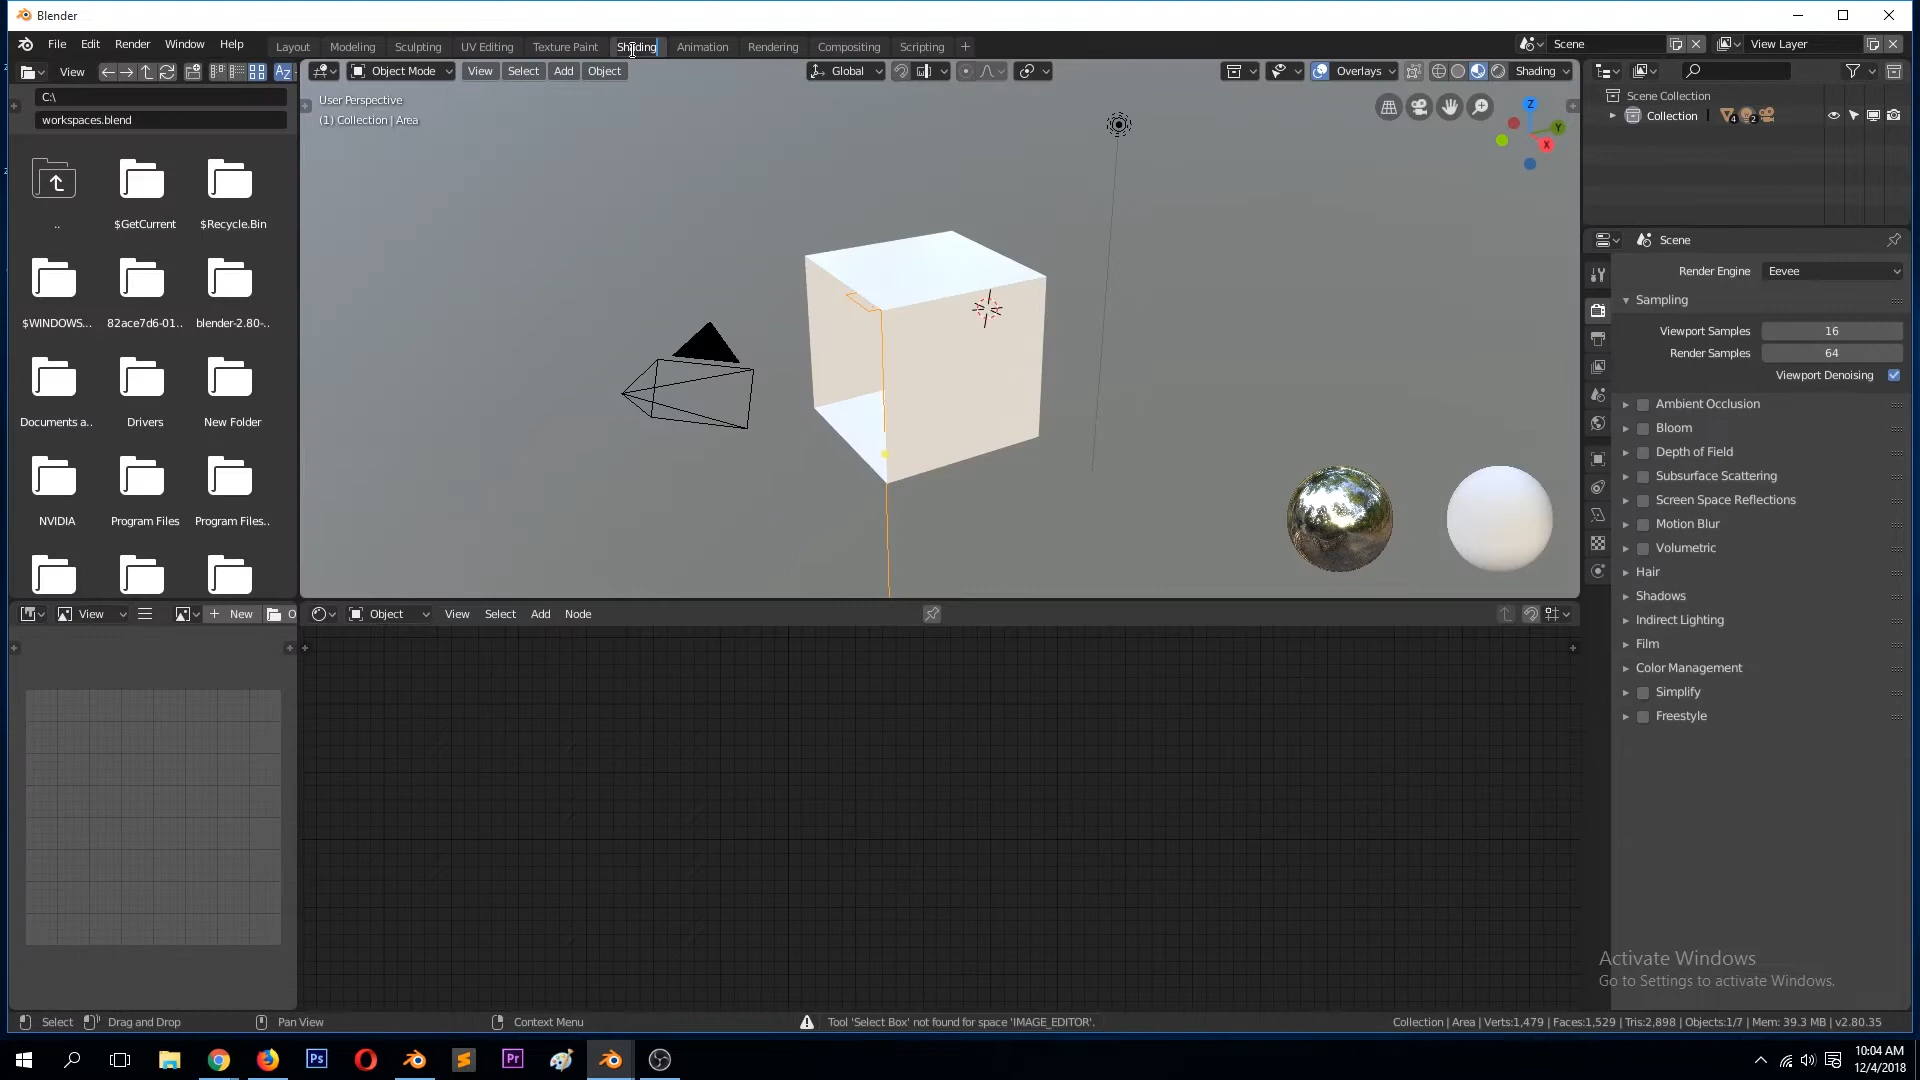 Blender
File Edit Render Window Help Layout Modeling Sculpting UV Editing Texture Paint Shading Animation Rendering Compositing Scripting + Scene View Layer
View Object Mode View Select Add Object Global Overlays Shading
C:\
workspaces.blend
User Perspective
(1) Collection | Area
Scene Collection
Collection 4 2
Z
Y
X
..
$GetCurrent
$Recycle.Bin
$WINDOWS...
82ace7d6-01..
blender-2.80-..
Documents a..
Drivers
New Folder
NVIDIA
Program Files
Program Files..
Scene
Render Engine Eevee
Sampling
Viewport Samples 16
Render Samples 64
Viewport Denoising
Ambient Occlusion
Bloom
Depth of Field
Subsurface Scattering
Screen Space Reflections
Motion Blur
Volumetric
Hair
Shadows
Indirect Lighting
Film
Color Management
Simplify
Freestyle
View + New O Object View Select Add Node
Activate Windows
Go to Settings to activate Windows.
Select Drag and Drop Pan View Context Menu Tool 'Select Box' not found for space 'IMAGE_EDITOR'. Collection | Area | Verts:1,479 | Faces:1,529 | Tris:2,898 | Objects:1/7 | Mem: 39.3 MB | v2.80.35
Ps Pr
10:04 AM
12/4/2018